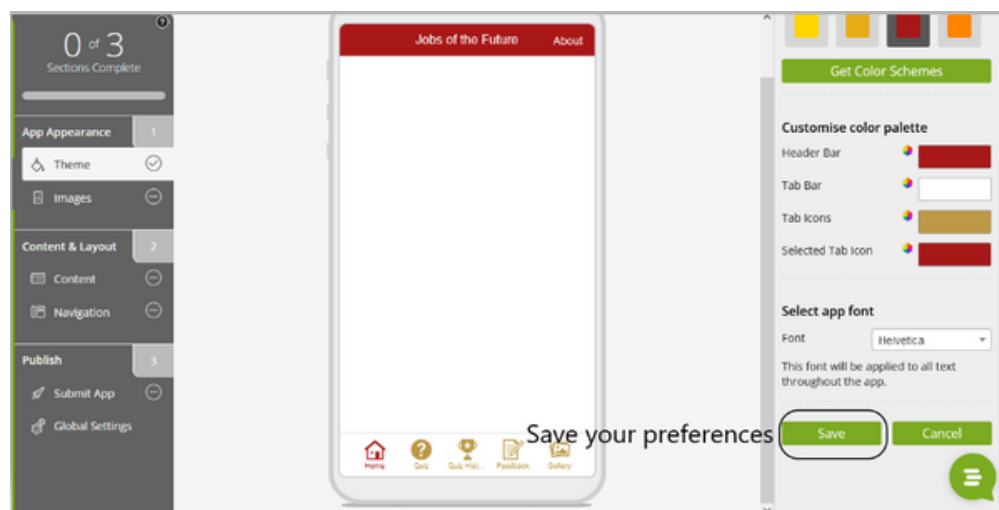 ?
0 of 3
Sections Complete
App Appearance 1
Theme
Images
Content & Layout 2
Content
Navigation
Publish 3
Submit App
Global Settings
Jobs of the Future About
Home Quiz Quiz Hist... Feedback Gallery
Save your preferences
Get Color Schemes
Customise color palette
Header Bar
Tab Bar
Tab Icons
Selected Tab Icon
Select app font
Font Helvetica
This font will be applied to all text
throughout the app.
Save Cancel